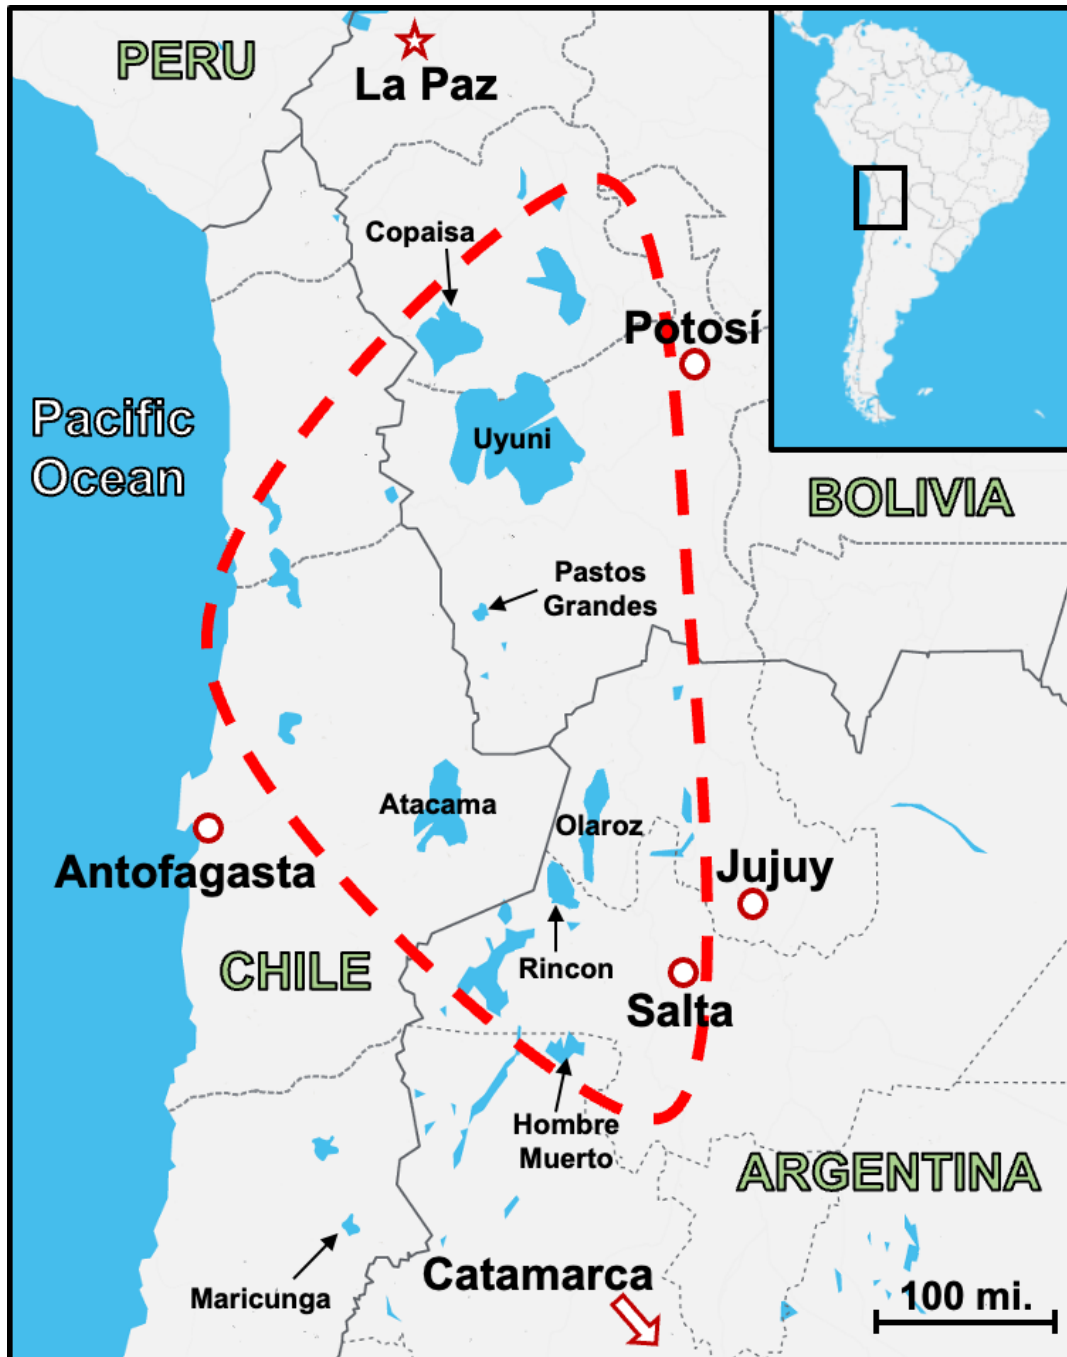 PERU
La Paz
Copaisa
Potosí
Pacific
Ocean
Uyuni
BOLIVIA
Pastos
Grandes
Atacama
Olaroz
Antofagasta
Jujuy
CHILE
Rincon
Salta
Hombre
Muerto
ARGENTINA
Catamarca
Maricunga
100 mi.